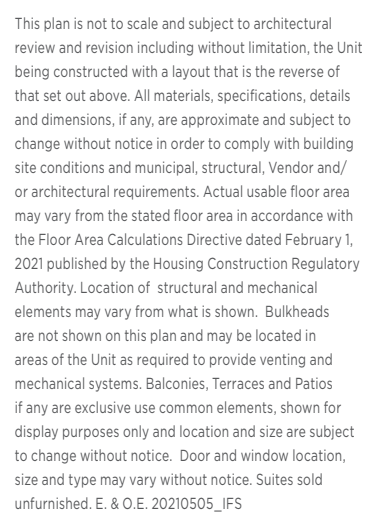 This plan is not to scale and subject to architectural
review and revision including without limitation, the Unit
being constructed with a layout that is the reverse of
that set out above. All materials, specifications, details
and dimensions, if any, are approximate and subject to
change without notice in order to comply with building
site conditions and municipal, structural, Vendor and/
or architectural requirements. Actual usable floor area
may vary from the stated floor area in accordance with
the Floor Area Calculations Directive dated February 1,
2021 published by the Housing Construction Regulatory
Authority. Location of  structural and mechanical
elements may vary from what is shown.  Bulkheads
are not shown on this plan and may be located in
areas of the Unit as required to provide venting and
mechanical systems. Balconies, Terraces and Patios
if any are exclusive use common elements, shown for
display purposes only and location and size are subject
to change without notice.  Door and window location,
size and type may vary without notice. Suites sold
unfurnished. E. & O.E. 20210505_IFS